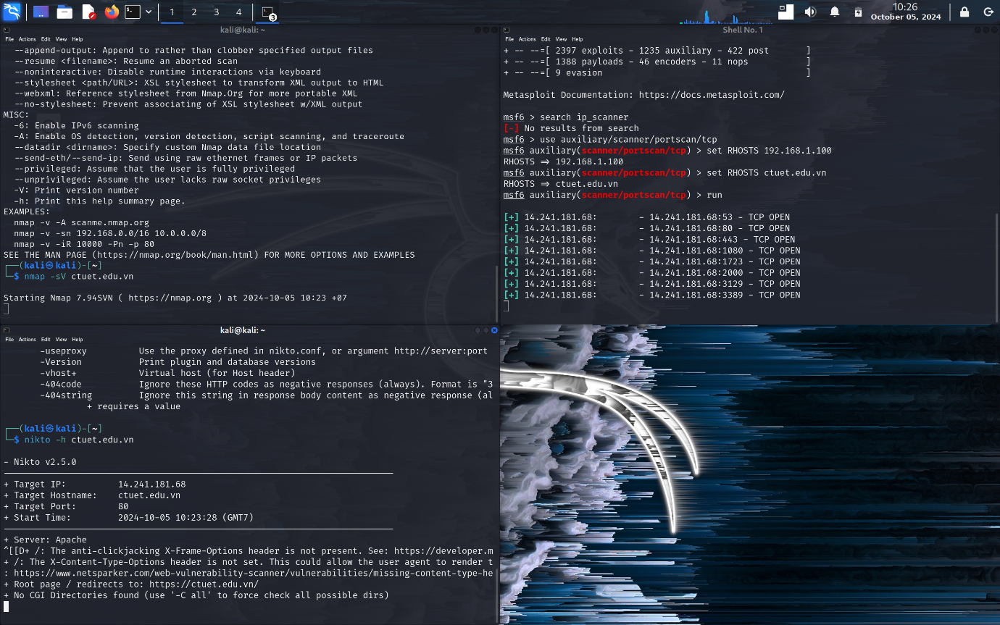 1 2 3 4
3
10:26
October 05, 2024
kali@kali: ~
File Actions Edit View Help
--append-output: Append to rather than clobber specified output files
--resume <filename>: Resume an aborted scan
--noninteractive: Disable runtime interactions via keyboard
--stylesheet <path/URL>: XSL stylesheet to transform XML output to HTML
--webxml: Reference stylesheet from Nmap.Org for more portable XML
--no-stylesheet: Prevent associating of XSL stylesheet w/XML output
MISC:
-6: Enable IPv6 scanning
-A: Enable OS detection, version detection, script scanning, and traceroute
--datadir <dirname>: Specify custom Nmap data file location
--send-eth/--send-ip: Send using raw ethernet frames or IP packets
--privileged: Assume that the user is fully privileged
--unprivileged: Assume the user lacks raw socket privileges
-V: Print version number
-h: Print this help summary page.
EXAMPLES:
nmap -v -A scanme.nmap.org
nmap -v -sn 192.168.0.0/16 10.0.0.0/8
nmap -v -iR 10000 -Pn -p 80
SEE THE MAN PAGE (https://nmap.org/book/man.html) FOR MORE OPTIONS AND EXAMPLES
(kali㉿kali)-[~]
$ nmap -sV ctuet.edu.vn
Starting Nmap 7.94SVN ( https://nmap.org ) at 2024-10-05 10:23 +07
Shell No. 1
File Actions Edit View Help
+ -- --=[ 2397 exploits - 1235 auxiliary - 422 post ]
+ -- --=[ 1388 payloads - 46 encoders - 11 nops ]
+ -- --=[ 9 evasion ]
Metasploit Documentation: https://docs.metasploit.com/
msf6 > search ip_scanner
[-] No results from search
msf6 > use auxiliary/scanner/portscan/tcp
msf6 auxiliary(scanner/portscan/tcp) > set RHOSTS 192.168.1.100
RHOSTS => 192.168.1.100
msf6 auxiliary(scanner/portscan/tcp) > set RHOSTS ctuet.edu.vn
RHOSTS => ctuet.edu.vn
msf6 auxiliary(scanner/portscan/tcp) > run
[+] 14.241.181.68: - 14.241.181.68:53 - TCP OPEN
[+] 14.241.181.68: - 14.241.181.68:80 - TCP OPEN
[+] 14.241.181.68: - 14.241.181.68:443 - TCP OPEN
[+] 14.241.181.68: - 14.241.181.68:1080 - TCP OPEN
[+] 14.241.181.68: - 14.241.181.68:1723 - TCP OPEN
[+] 14.241.181.68: - 14.241.181.68:2000 - TCP OPEN
[+] 14.241.181.68: - 14.241.181.68:3129 - TCP OPEN
[+] 14.241.181.68: - 14.241.181.68:3389 - TCP OPEN
kali@kali: ~
File Actions Edit View Help
-useproxy Use the proxy defined in nikto.conf, or argument http://server:port
-Version Print plugin and database versions
-vhost+ Virtual host (for Host header)
-404code Ignore these HTTP codes as negative responses (always). Format is "3
-404string Ignore this string in response body content as negative response (al
+ requires a value
(kali㉿kali)-[~]
$ nikto -h ctuet.edu.vn
- Nikto v2.5.0
+ Target IP: 14.241.181.68
+ Target Hostname: ctuet.edu.vn
+ Target Port: 80
+ Start Time: 2024-10-05 10:23:28 (GMT7)
+ Server: Apache
^[[D+ /: The anti-clickjacking X-Frame-Options header is not present. See: https://developer.m
+ /: The X-Content-Type-Options header is not set. This could allow the user agent to render t
: https://www.netsparker.com/web-vulnerability-scanner/vulnerabilities/missing-content-type-he
+ Root page / redirects to: https://ctuet.edu.vn/
+ No CGI Directories found (use '-C all' to force check all possible dirs)